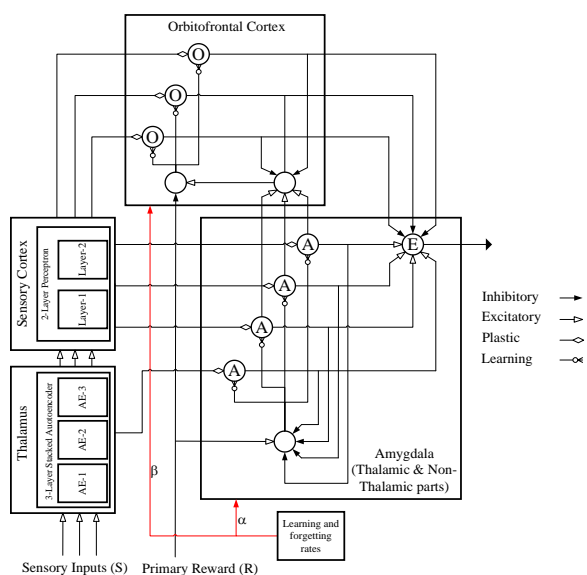 Orbitofrontal Cortex
O
O
O
Sensory Cortex
2-Layer Perceptron
Layer-2
Layer-1
A
A
A
A
E
Inhibitory
Excitatory
Plastic
Learning
Thalamus
3-Layer Stacked Auotoencoder
AE-3
AE-2
AE-1
Amygdala
(Thalamic & Non-
Thalamic parts)
β
α
Learning and
forgetting
rates
Sensory Inputs (S)
Primary Reward (R)